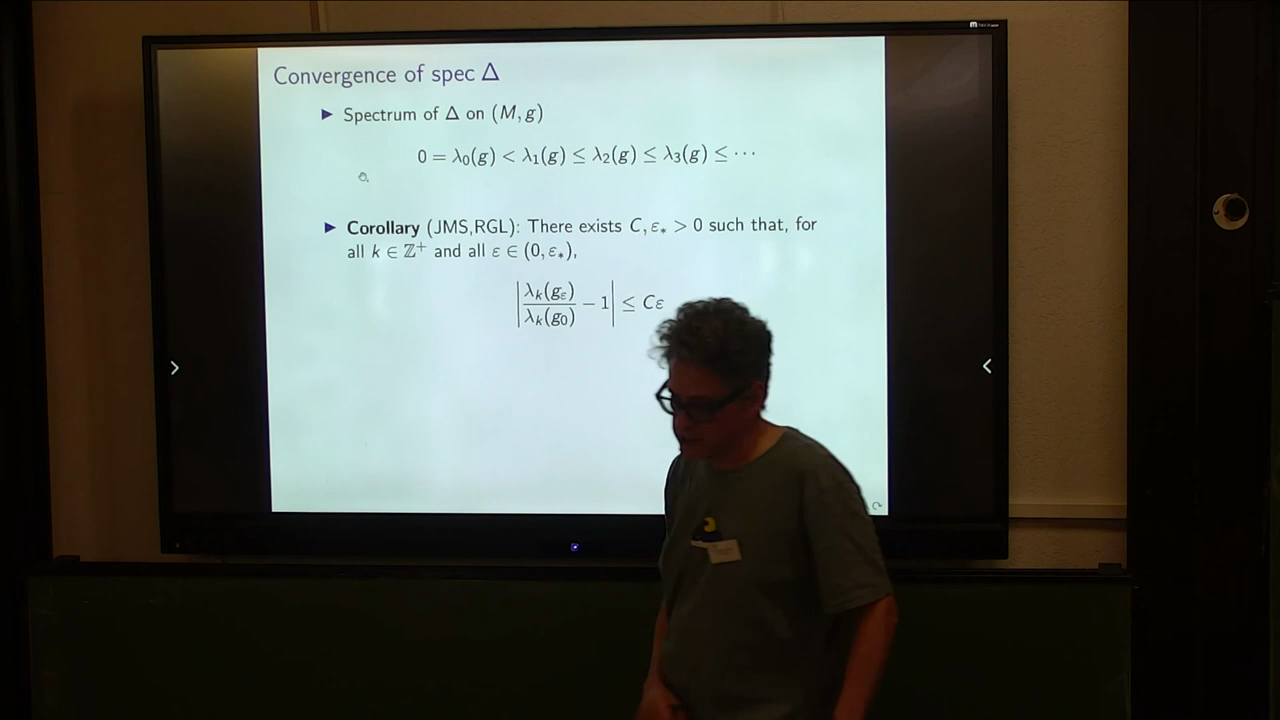 Convergence of spec Δ
▶ Spectrum of Δ on (M, g)
0 = λ₀(g) < λ₁(g) ≤ λ₂(g) ≤ λ₃(g) ≤ ⋯
▶ Corollary (JMS,RGL): There exists C, ε∗ > 0 such that, for
all k ∈ ℤ⁺ and all ε ∈ (0, ε∗),
|λₖ(g_ε)/λₖ(g₀) − 1| ≤ Cε